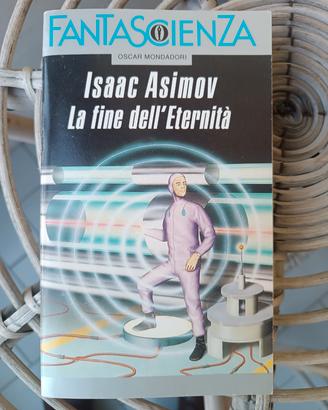 FANTASCIENZA
OSCAR MONDADORI
Isaac Asimov
La fine dell'Eternità